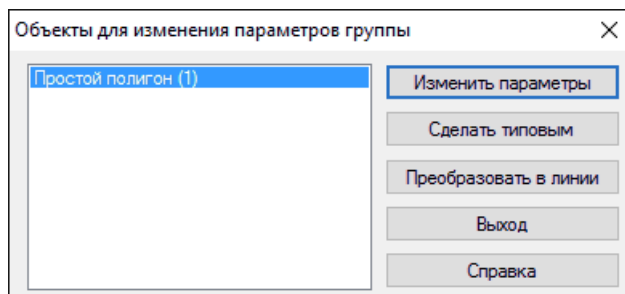 Объекты для изменения параметров группы
Простой полигон (1)
Изменить параметры
Сделать типовым
Преобразовать в линии
Выход
Справка